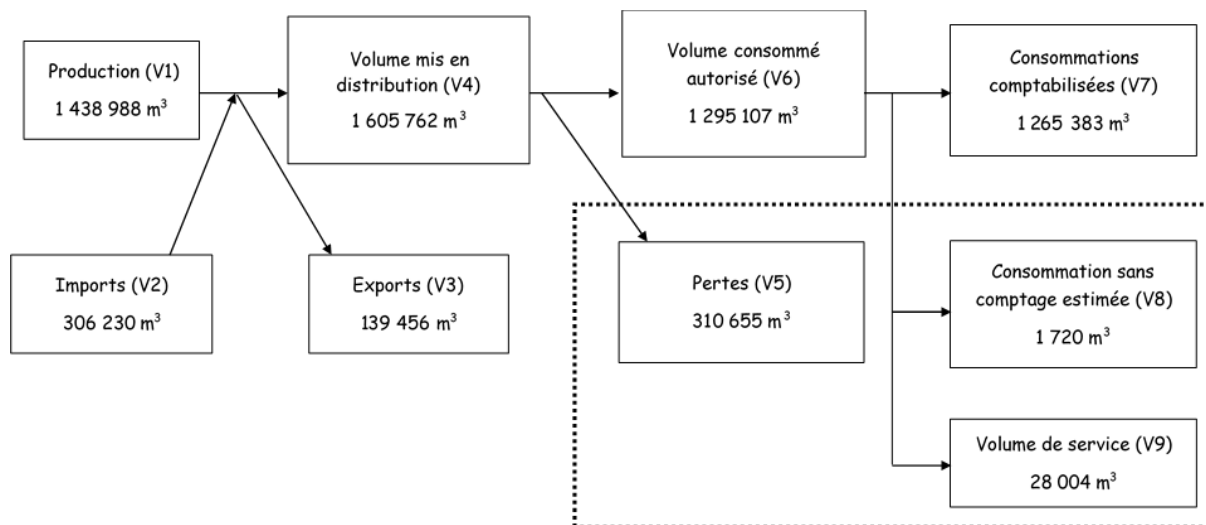 Production (V1)
1 438 988 m³
Volume mis en
distribution (V4)
1 605 762 m³
Volume consommé
autorisé (V6)
1 295 107 m³
Consommations
comptabilisées (V7)
1 265 383 m³
Imports (V2)
306 230 m³
Exports (V3)
139 456 m³
Pertes (V5)
310 655 m³
Consommation sans
comptage estimée (V8)
1 720 m³
Volume de service (V9)
28 004 m³